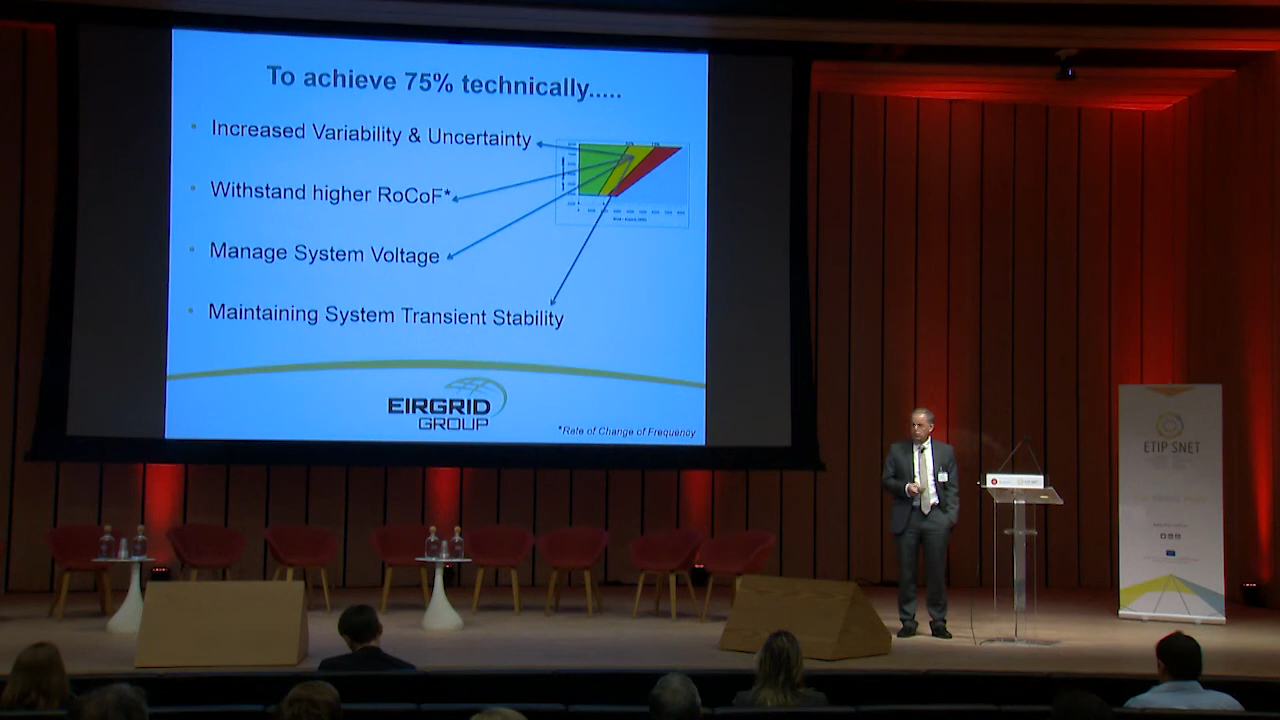 To achieve 75% technically.....
Increased Variability & Uncertainty
Withstand higher RoCoF*
Manage System Voltage
Maintaining System Transient Stability
EIRGRID
GROUP
*Rate of Change of Frequency
ETIP SNET